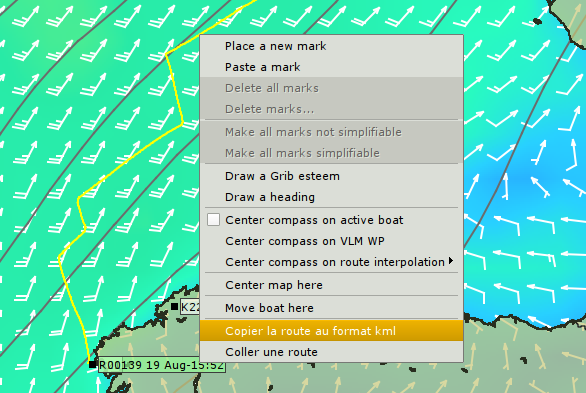 Place a new mark
Paste a mark
Delete all marks
Delete marks...
Make all marks not simplifiable
Make all marks simplifiable
Draw a Grib esteem
Draw a heading
Center compass on active boat
Center compass on VLM WP
Center compass on route interpolation
Center map here
Move boat here
K22
Copier la route au format kml
Coller une route
R00139 19 Aug-15:52